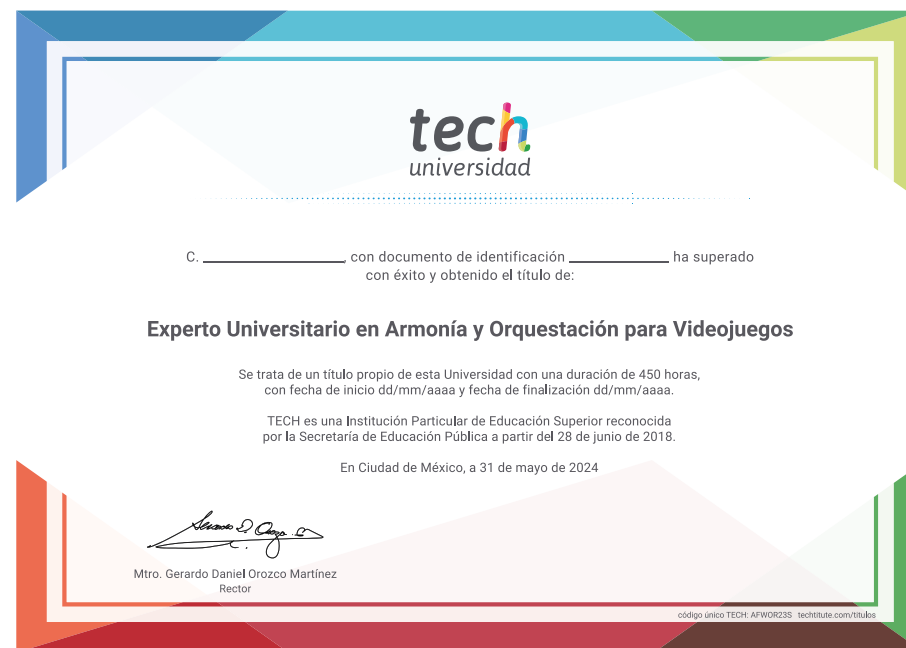 tech
universidad
C. ____________, con documento de identificación ____________ ha superado
con éxito y obtenido el título de:
Experto Universitario en Armonía y Orquestación para Videojuegos
Se trata de un título propio de esta Universidad con una duración de 450 horas,
con fecha de inicio dd/mm/aaaa y fecha de finalización dd/mm/aaaa.
TECH es una Institución Particular de Educación Superior reconocida
por la Secretaría de Educación Pública a partir del 28 de junio de 2018.
En Ciudad de México, a 31 de mayo de 2024
Mtro. Gerardo Daniel Orozco Martínez
Rector
código único TECH: AFWOR23S techtitute.com/titulos